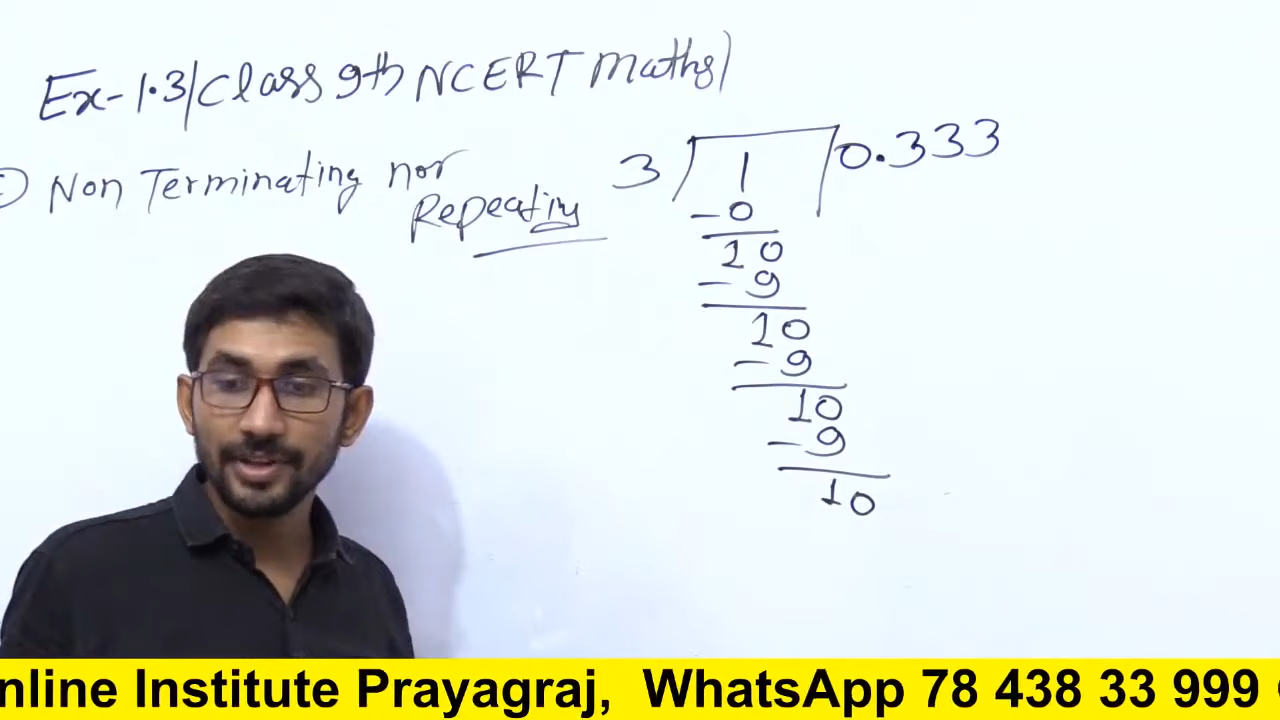 Ex-1.3/Class 9th NCERT Maths)
Non Terminating nor
Repeating
3 1 0.333
-0
10
-9
10
-9
10
-9
10
nline Institute Prayagraj, WhatsApp 78 438 33 999